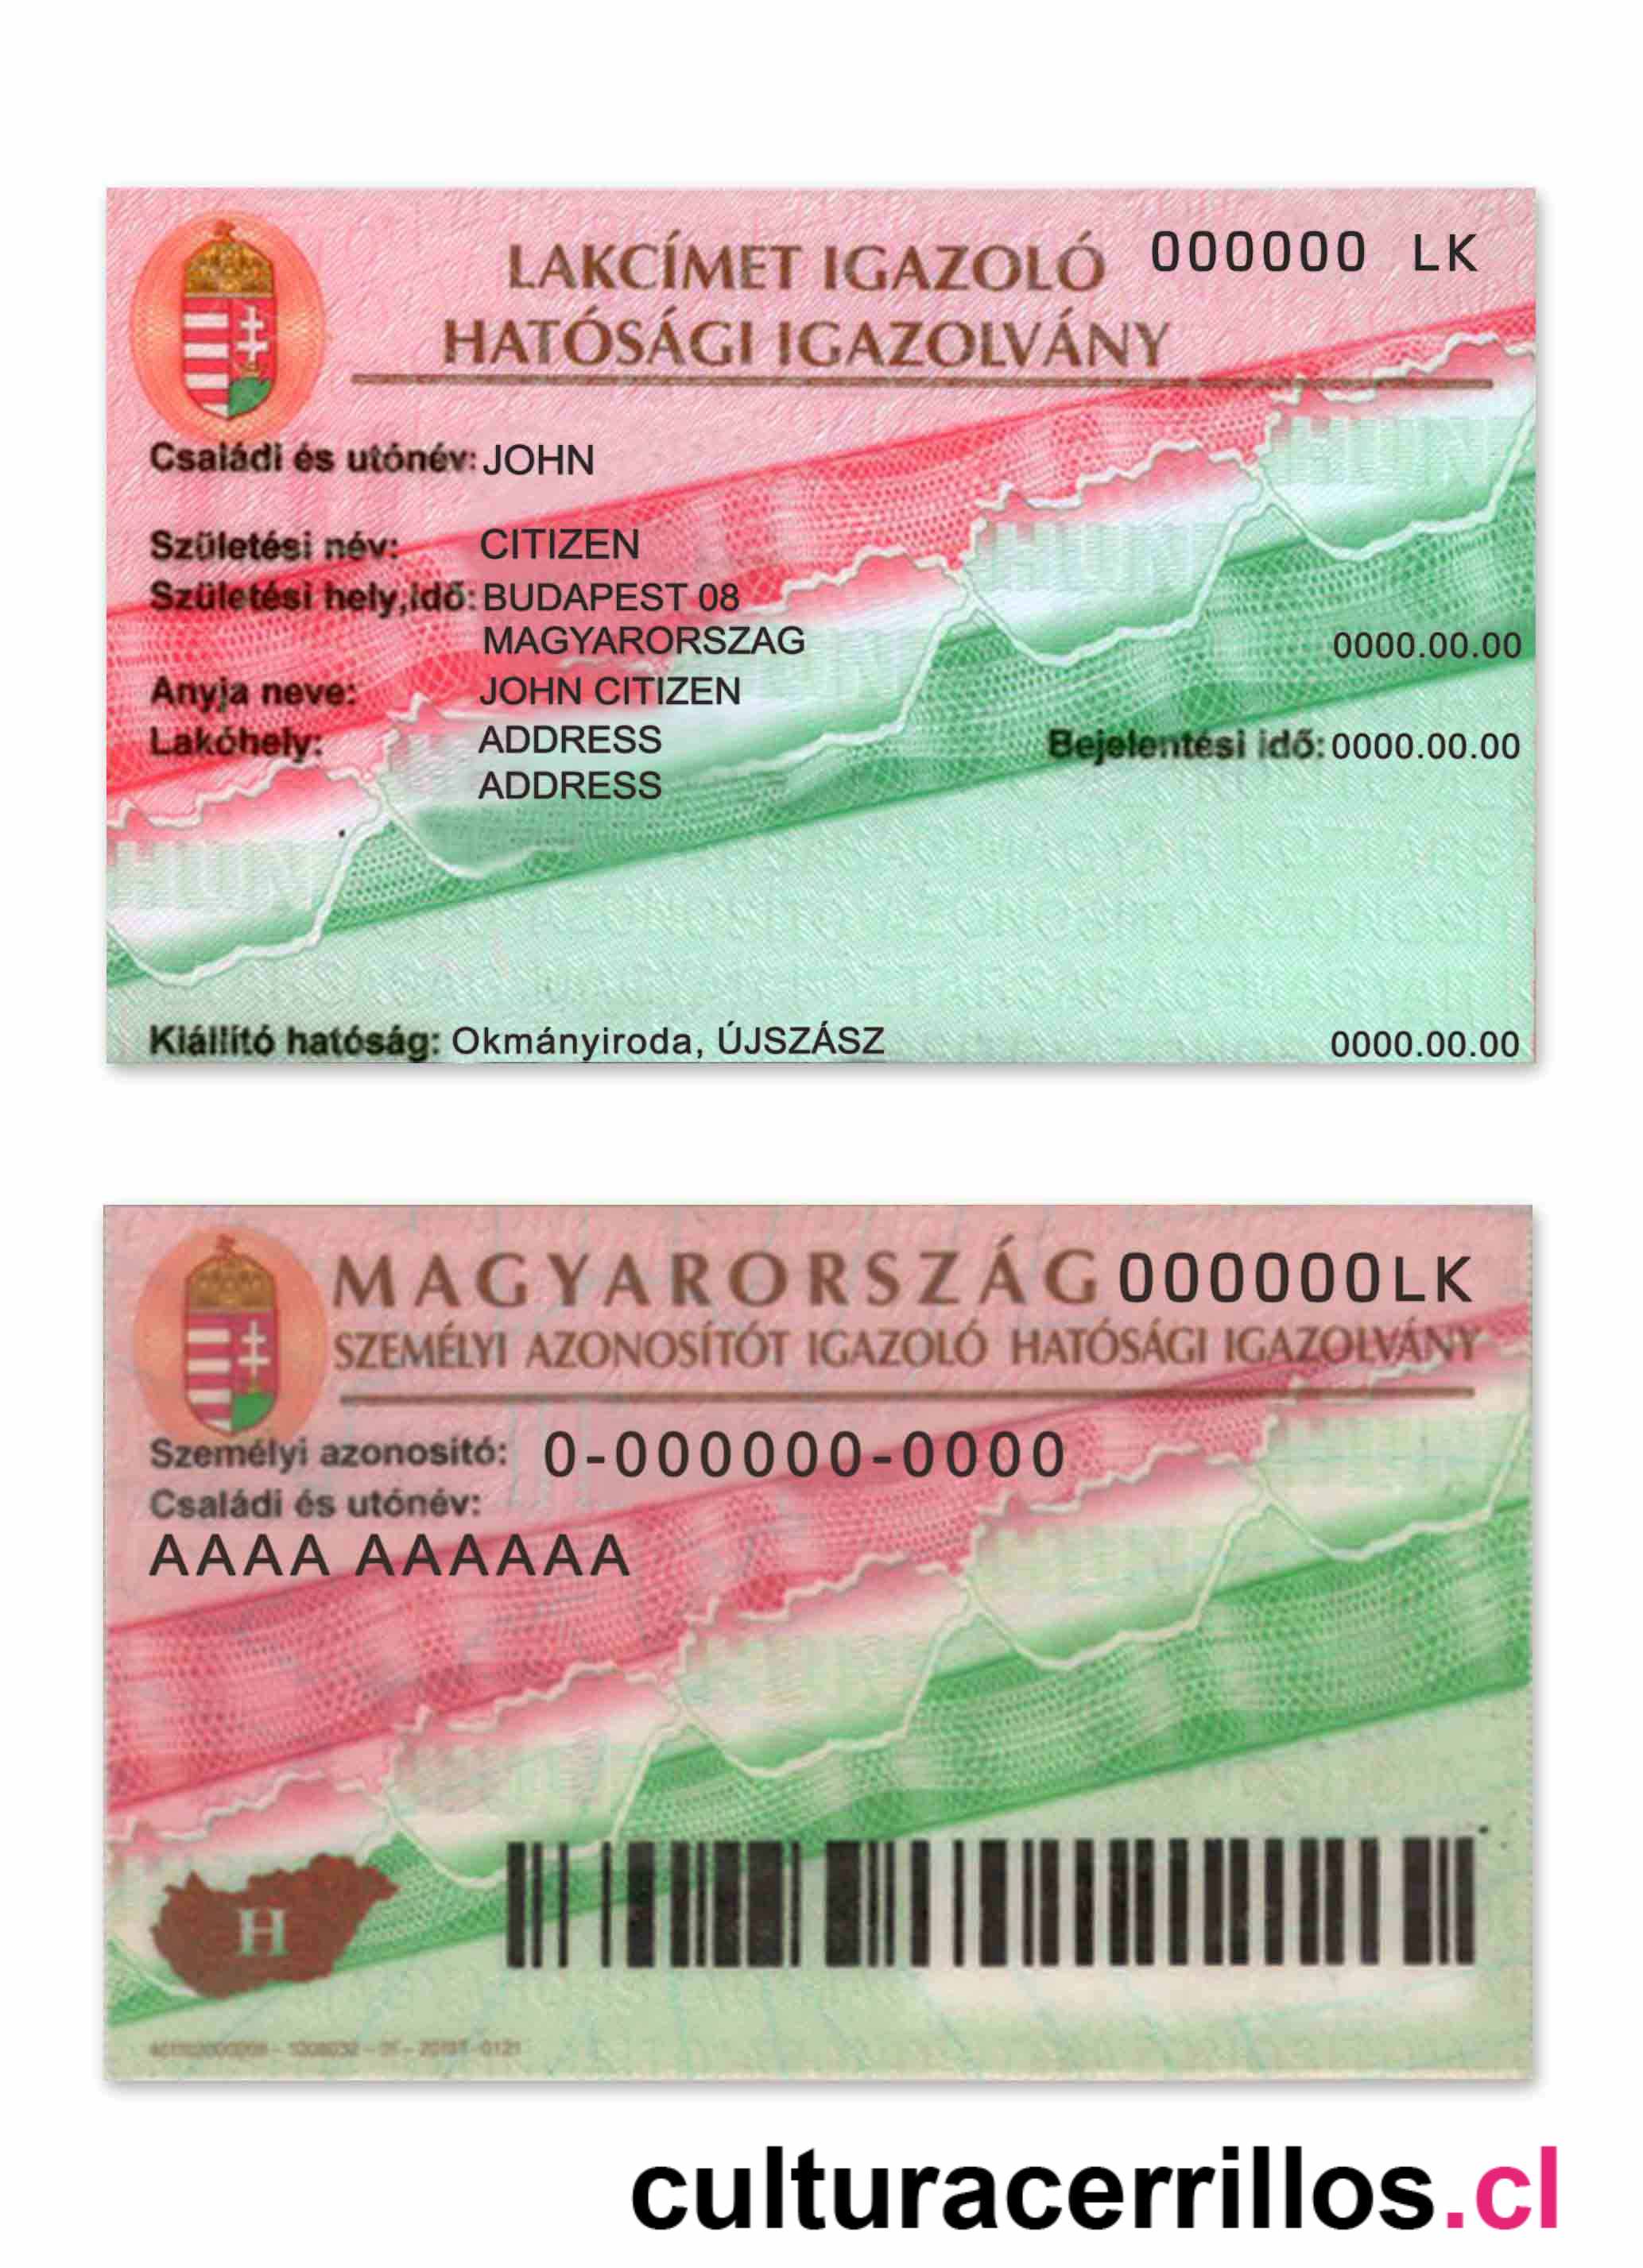 LAKCÍMET IGAZOLÓ 000000 LK
HATÓSÁGI IGAZOLVÁNY
Családi és utónév: JOHN
Születési név: CITIZEN
Születési hely,idő: BUDAPEST 08
MAGYARORSZAG 0000.00.00
Anyja neve: JOHN CITIZEN
Lakóhely: ADDRESS Bejelentési idő: 0000.00.00
ADDRESS
HUN
Kiállító hatóság: Okmányiroda, ÚJSZÁSZ 0000.00.00
MAGYARORSZÁG 000000LK
SZEMÉLYI AZONOSÍTÓT IGAZOLÓ HATÓSÁGI IGAZOLVÁNY
Személyi azonosító: 0-000000-0000
Családi és utónév:
AAAA AAAAAA
H
culturacerrillos.cl